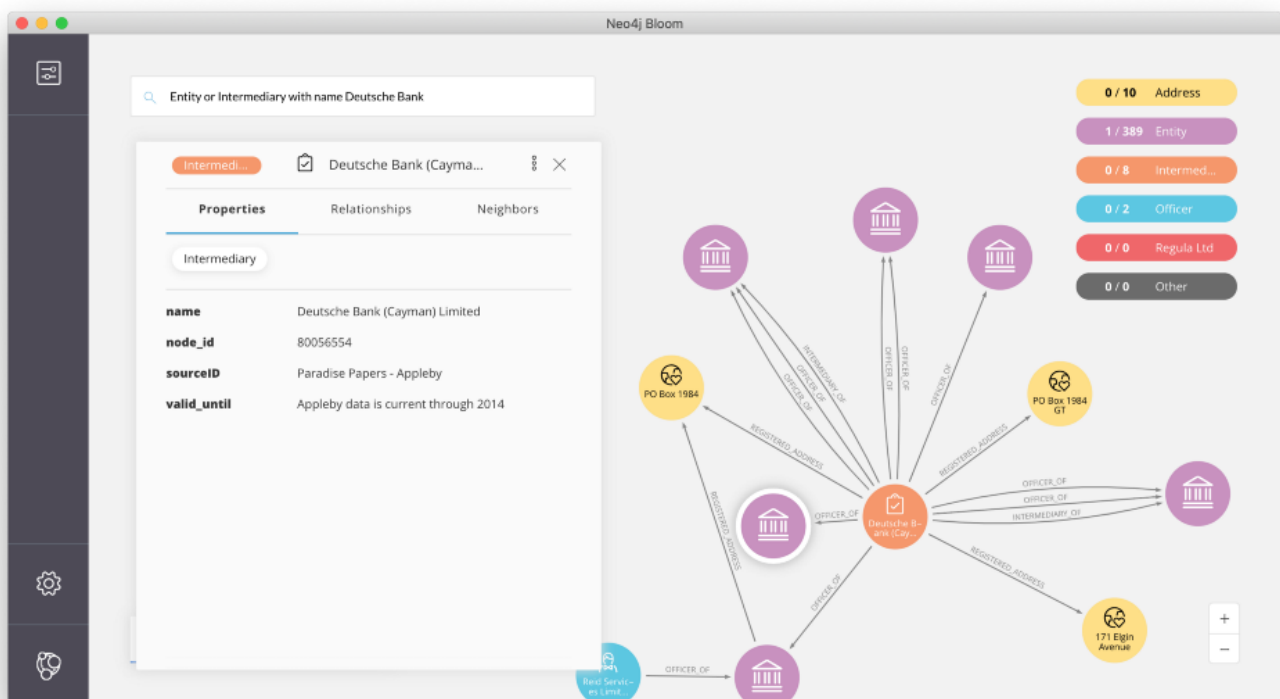 Neo4j Bloom
Entity or Intermediary with name Deutsche Bank
Intermedi...
Deutsche Bank (Cayma...
Properties
Relationships
Neighbors
Intermediary
name
Deutsche Bank (Cayman) Limited
node_id
80056554
sourceID
Paradise Papers - Appleby
valid_until
Appleby data is current through 2014
0 / 10 Address
1 / 389 Entity
0 / 8 Intermed...
0 / 2 Officer
0 / 0 Regula Ltd
0 / 0 Other
INTERMEDIARY_OF
OFFICER_OF
OFFICER_OF
OFFICER_OF
OFFICER_OF
OFFICER_OF
PO Box 1984
PO Box 1984
GT
REGISTERED_ADDRESS
REGISTERED_ADDRESS
REGISTERED_ADDRESS
OFFICER_OF
Deutsche B-
ank (Cay...
OFFICER_OF
OFFICER_OF
INTERMEDIARY_OF
REGISTERED_ADDRESS
OFFICER_OF
171 Elgin
Avenue
Reid Servic-
es Limit...
OFFICER_OF
+
−